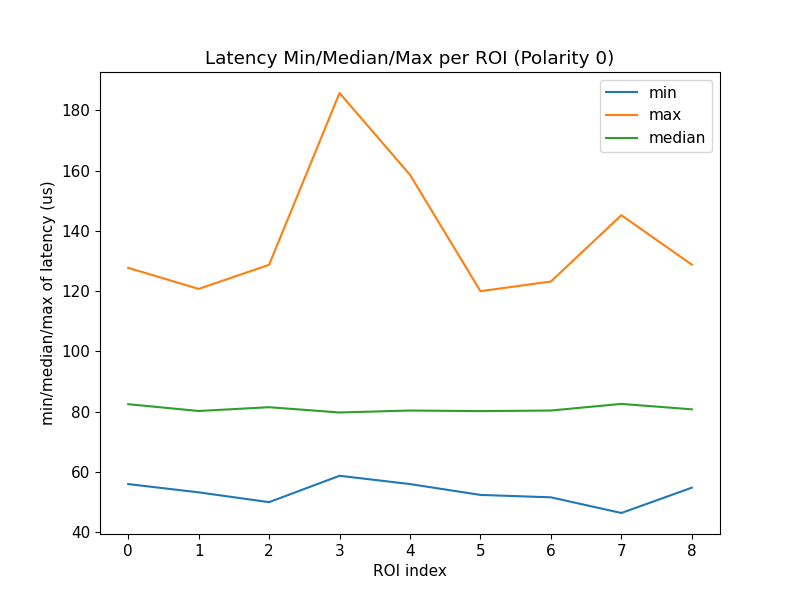 Latency Min/Median/Max per ROI (Polarity 0)
min
max
median
180
160
140
120
100
80
60
40
min/median/max of latency (us)
0 1 2 3 4 5 6 7 8
ROI index